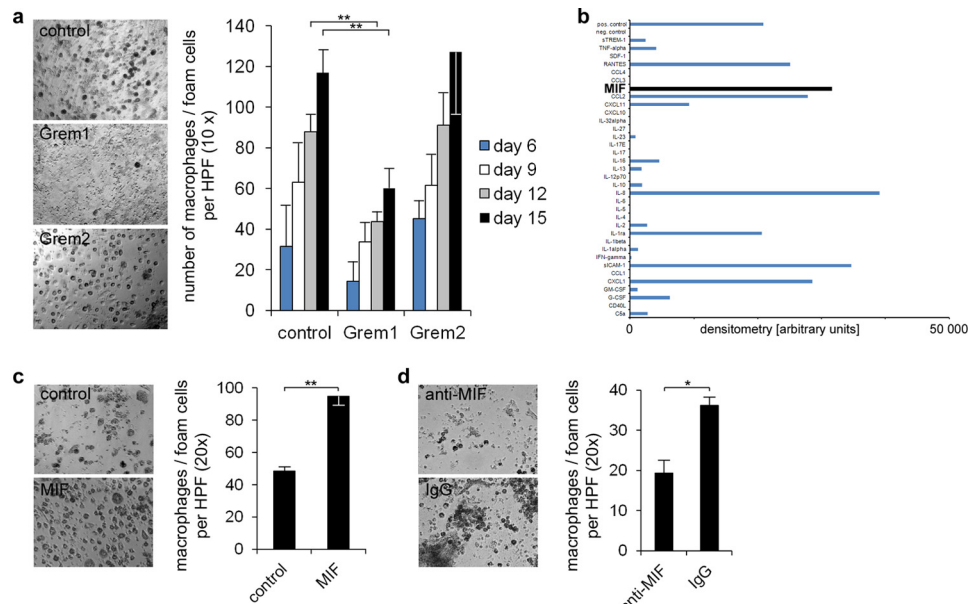 a
control
Grem1
Grem2
number of macrophages / foam cells
per HPF (10 x)
140
120
100
80
60
40
20
0
**
**
control Grem1 Grem2
day 6
day 9
day 12
day 15
b
pos. control
neg. control
sTREM-1
TNF-alpha
SDF-1
RANTES
CCL4
CCL3
MIF
CCL2
CXCL11
CXCL10
IL-32alpha
IL-27
IL-23
IL-17E
IL-17
IL-16
IL-13
IL-12p70
IL-10
IL-8
IL-6
IL-5
IL-4
IL-2
IL-1ra
IL-1beta
IL-1alpha
IFN-gamma
sICAM-1
CCL1
CXCL1
GM-CSF
G-CSF
CD40L
C5a
0 densitometry [arbitrary units] 50 000
c
control
MIF
macrophages / foam cells
per HPF (20x)
100
80
60
40
20
0
**
control
MIF
d
anti-MIF
IgG
macrophages / foam cells
per HPF (20x)
40
30
20
10
0
*
anti-MIF
IgG